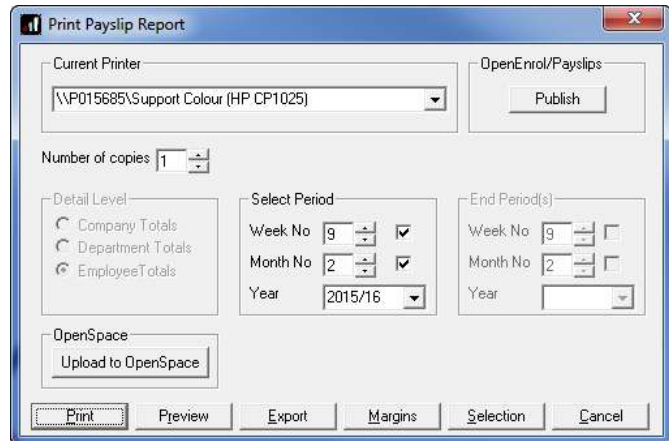 Print Payslip Report
Current Printer
OpenEnrol/Payslips
\\P015685\Support Colour (HP CP1025)
Publish
Number of copies 1
Detail Level
Company Totals
Department Totals
EmployeeTotals
Select Period
Week No 9
Month No 2
Year 2015/16
End Period(s)
Week No 9
Month No 2
Year
OpenSpace
Upload to OpenSpace
Print Preview Export Margins Selection Cancel